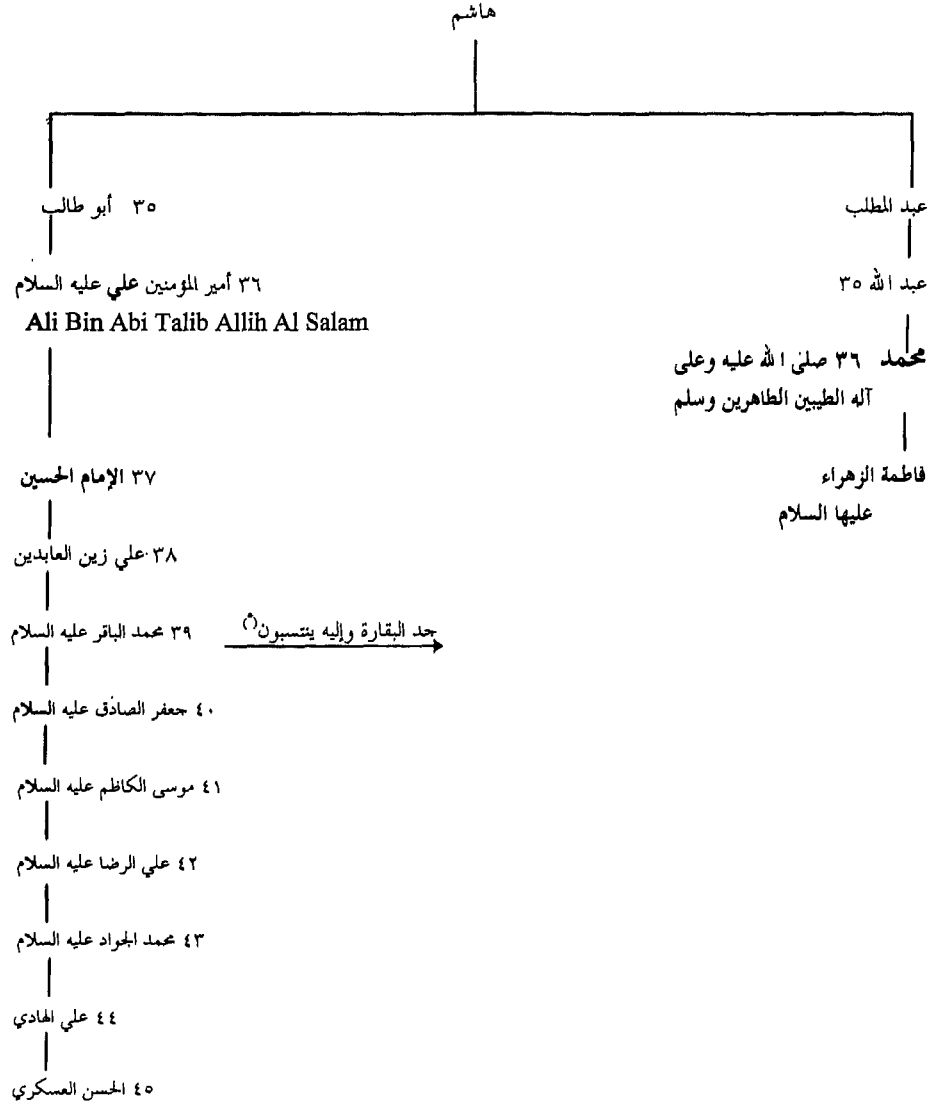 هاشم
عبد المطلب
٣٥ أبو طالب
عبد الله ٣٥
٣٦ أمير المؤمنين علي عليه السلام
Ali Bin Abi Talib Allih Al Salam
محمد ٣٦ صلى الله عليه وعلى
آله الطيبين الطاهرين وسلم
فاطمة الزهراء
عليها السلام
٣٧ الإمام الحسين
٣٨ علي زين العابدين
٣٩ محمد الباقر عليه السلام
جد البقارة وإليه ينتسبون(*)
٤٠ جعفر الصادق عليه السلام
٤١ موسى الكاظم عليه السلام
٤٢ علي الرضا عليه السلام
٤٣ محمد الجواد عليه السلام
٤٤ علي الهادي
٤٥ الحسن العسكري